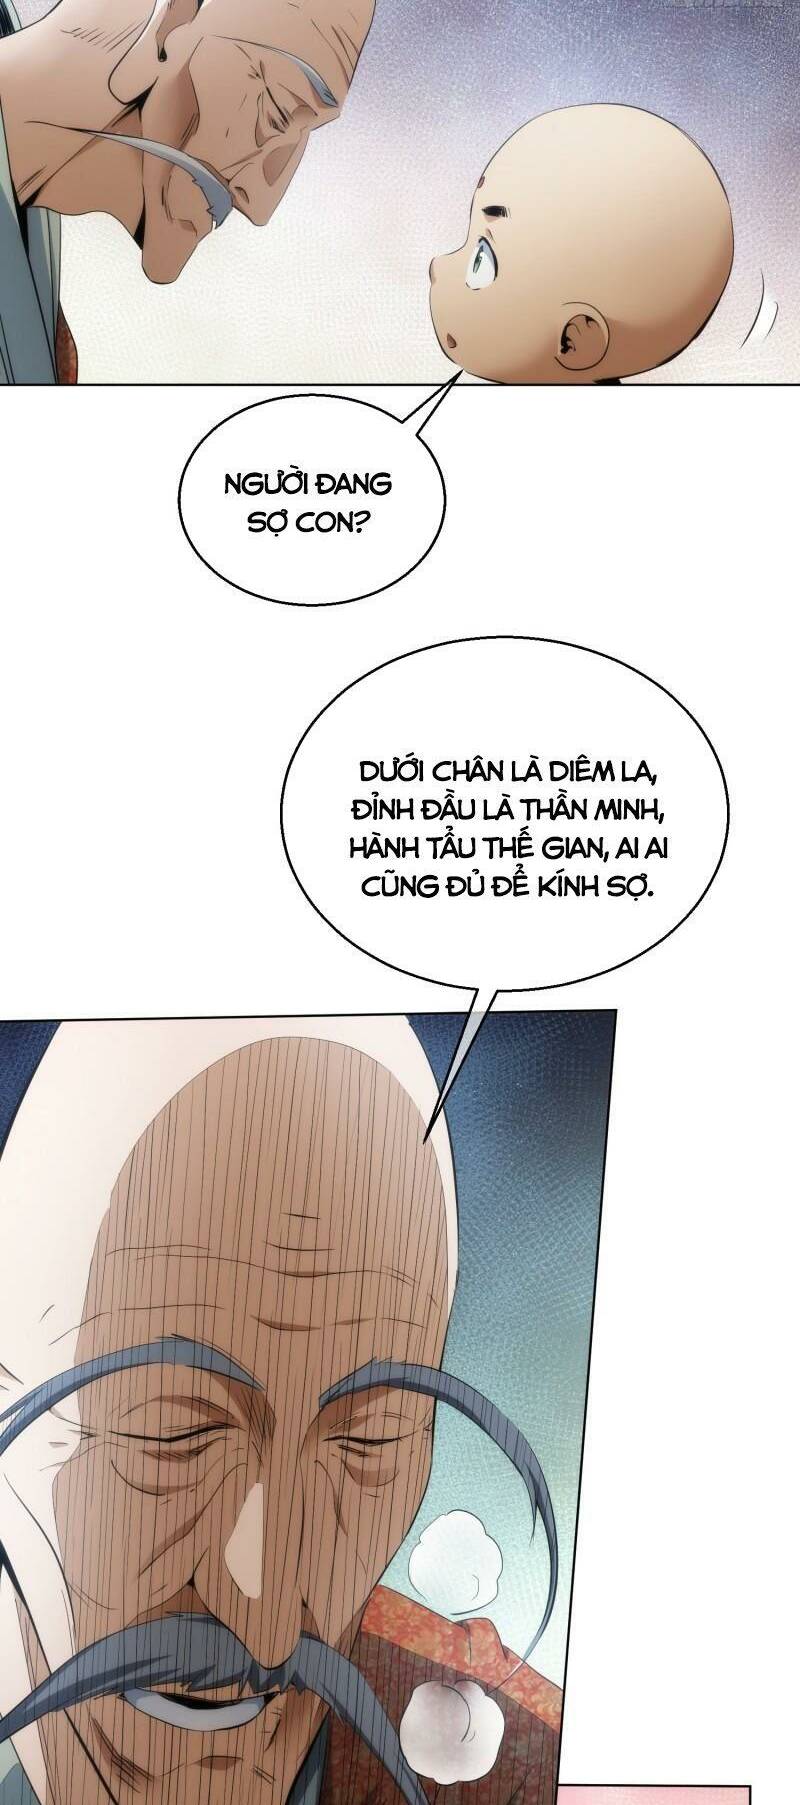 NGƯỜI ĐANG
SỢ CON?
DƯỚI CHÂN LÀ DIÊM LA,
ĐỈNH ĐẦU LÀ THẦN MINH,
HÀNH TẨU THẾ GIAN, AI AI
CŨNG ĐỦ ĐỂ KÍNH SỢ.